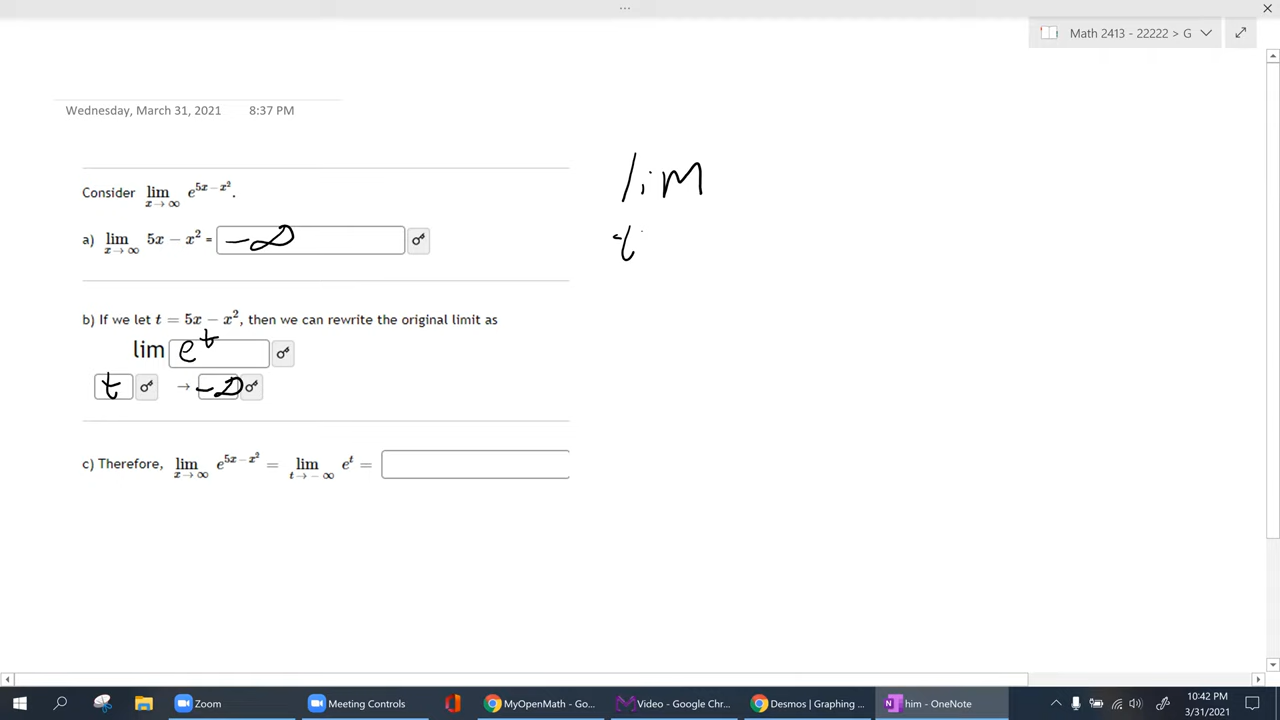 Math 2413 - 22222 > G
Wednesday, March 31, 2021 8:37 PM
Consider lim x→∞ e^{5x−x²}.
a) lim x→∞ 5x − x² = −∞
b) If we let t = 5x − x², then we can rewrite the original limit as
lim e^t
t → −∞
c) Therefore, lim x→∞ e^{5x−x²} = lim t→−∞ e^t =
lim
t
Zoom
Meeting Controls
MyOpenMath - Go...
Video - Google Chr...
Desmos | Graphing ...
him - OneNote
10:42 PM
3/31/2021